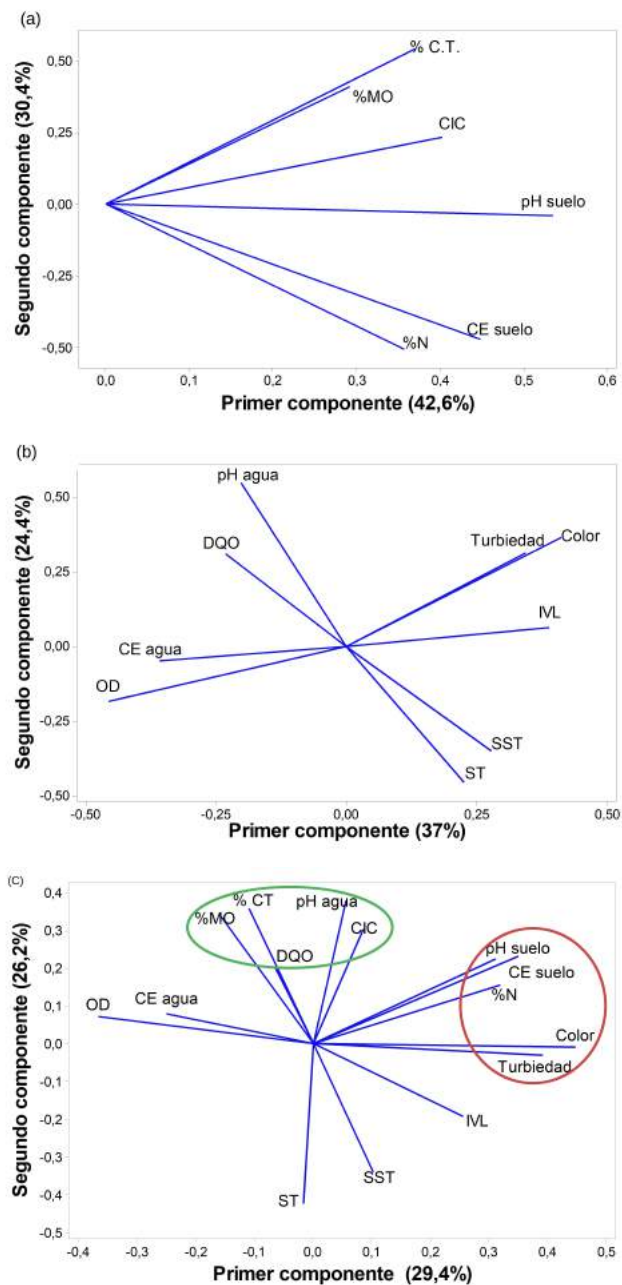 (a)
Segundo componente (30,4%)
0,50
0,25
0,00
-0,25
-0,50
% C.T.
%MO
CIC
pH suelo
CE suelo
%N
0,0 0,1 0,2 0,3 0,4 0,5 0,6
Primer componente (42,6%)
(b)
Segundo componente (24,4%)
0,50
0,25
0,00
-0,25
-0,50
pH agua
DQO
Turbiedad
Color
IVL
CE agua
OD
SST
ST
-0,50 -0,25 0,00 0,25 0,50
Primer componente (37%)
(C)
Segundo componente (26,2%)
0,4
0,3
0,2
0,1
0,0
-0,1
-0,2
-0,3
-0,4
-0,5
% CT
pH agua
%MO
CIC
DQO
pH suelo
CE suelo
%N
OD
CE agua
Color
Turbiedad
IVL
SST
ST
-0,4 -0,3 -0,2 -0,1 0,0 0,1 0,2 0,3 0,4 0,5
Primer componente (29,4%)